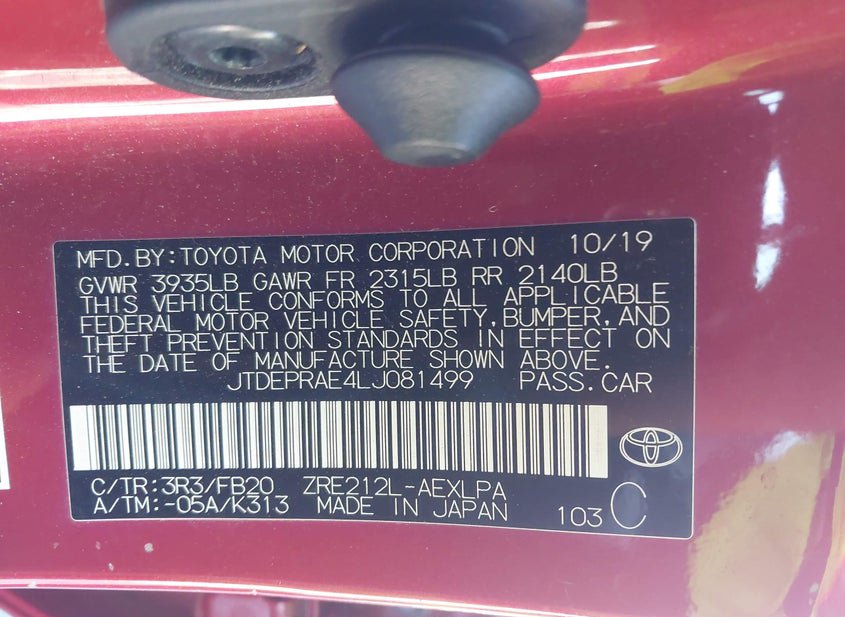 MFD.BY:TOYOTA MOTOR CORPORATION 10/19
GVWR 3935LB GAWR FR 2315LB RR 2140LB
THIS VEHICLE CONFORMS TO ALL APPLICABLE
FEDERAL MOTOR VEHICLE SAFETY,BUMPER,AND
THEFT PREVENTION STANDARDS IN EFFECT ON
THE DATE OF MANUFACTURE SHOWN ABOVE.
JTDEPRAE4LJ081499 PASS.CAR
C/TR:3R3/FB20 ZRE212L-AEXLPA
A/TM:-05A/K313 MADE IN JAPAN 103 C